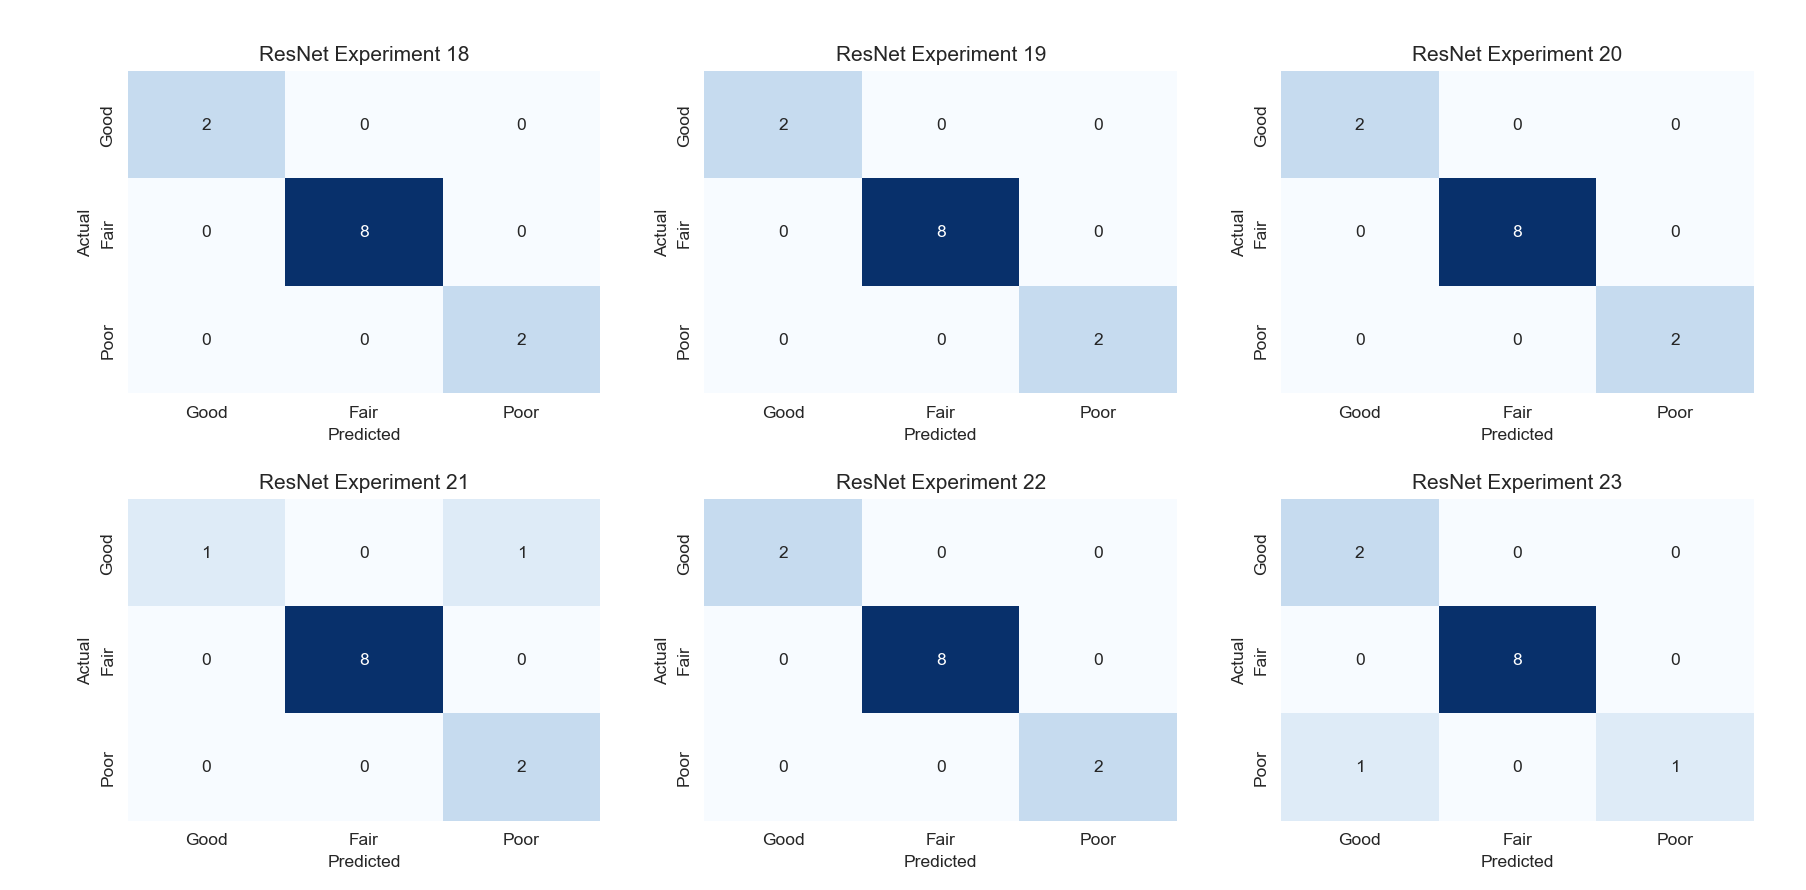 ResNet Experiment 18
Good
Fair
Poor
Actual
2 0 0
0 8 0
0 0 2
Good Fair Poor
Predicted
ResNet Experiment 19
Good
Fair
Poor
Actual
2 0 0
0 8 0
0 0 2
Good Fair Poor
Predicted
ResNet Experiment 20
Good
Fair
Poor
Actual
2 0 0
0 8 0
0 0 2
Good Fair Poor
Predicted
ResNet Experiment 21
Good
Fair
Poor
Actual
1 0 1
0 8 0
0 0 2
Good Fair Poor
Predicted
ResNet Experiment 22
Good
Fair
Poor
Actual
2 0 0
0 8 0
0 0 2
Good Fair Poor
Predicted
ResNet Experiment 23
Good
Fair
Poor
Actual
2 0 0
0 8 0
1 0 1
Good Fair Poor
Predicted